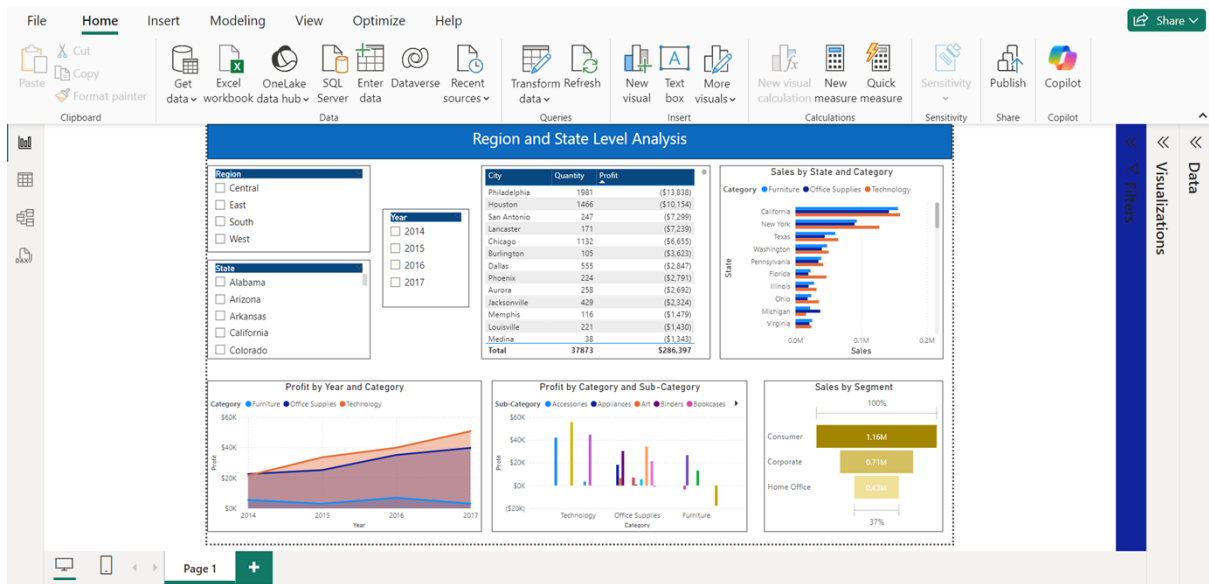 File Home Insert Modeling View Optimize Help
Share
Paste
Cut
Copy
Format painter
Clipboard
Get data
Excel workbook
OneLake data hub
SQL Server
Enter data
Dataverse
Recent sources
Data
Transform data
Refresh
Queries
New visual
Text box
More visuals
Insert
New visual calculation
New measure
Quick measure
Calculations
Sensitivity
Sensitivity
Publish
Share
Copilot
Copilot
Region and State Level Analysis
Region
Central
East
South
West
State
Alabama
Arizona
Arkansas
California
Colorado
Year
2014
2015
2016
2017
City Quantity Profit
Philadelphia 1981 ($13,838)
Houston 1466 ($10,154)
San Antonio 247 ($7,299)
Lancaster 171 ($7,239)
Chicago 1132 ($6,655)
Burlington 105 ($3,623)
Dallas 555 ($2,847)
Phoenix 224 ($2,791)
Aurora 258 ($2,692)
Jacksonville 429 ($2,324)
Memphis 116 ($1,479)
Louisville 221 ($1,430)
Medina 38 ($1,343)
Total 37873 $286,397
Sales by State and Category
Category Furniture Office Supplies Technology
State
California
New York
Texas
Washington
Pennsylvania
Florida
Illinois
Ohio
Michigan
Virginia
0.0M 0.1M 0.2M
Sales
Filters
Visualizations
Data
DAX
Profit by Year and Category
Category Furniture Office Supplies Technology
Profit
$60K
$40K
$20K
$0K
2014 2015 2016 2017
Year
Profit by Category and Sub-Category
Sub-Category Accessories Appliances Art Binders Bookcases
Profit
$60K
$40K
$20K
$0K
($20K)
Technology Office Supplies Furniture
Category
Sales by Segment
100%
Consumer 1.16M
Corporate 0.71M
Home Office 0.43M
37%
Page 1